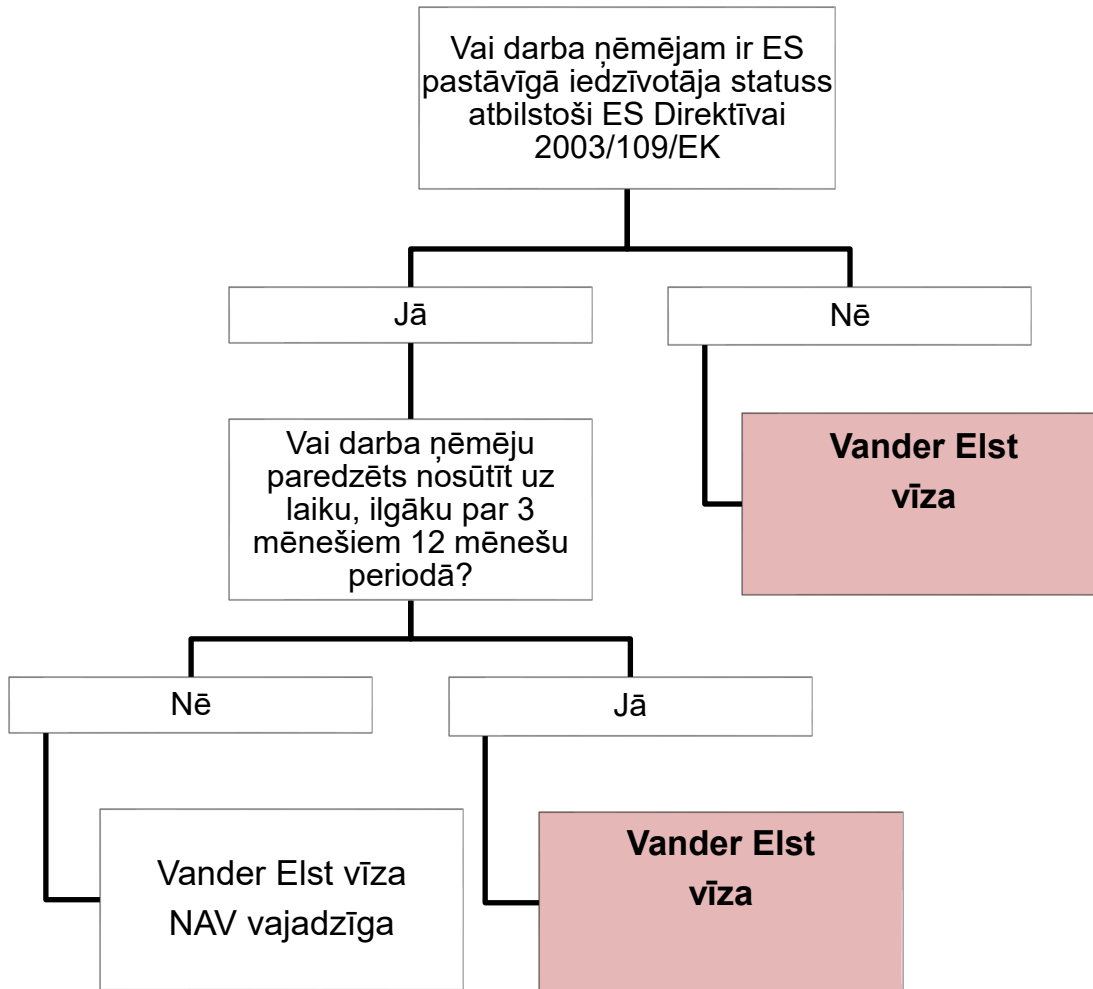 Vai darba ņēmējam ir ES
pastāvīgā iedzīvotāja statuss
atbilstoši ES Direktīvai
2003/109/EK
Jā
Nē
Vai darba ņēmēju
paredzēts nosūtīt uz
laiku, ilgāku par 3
mēnešiem 12 mēnešu
periodā?
Vander Elst
vīza
Nē
Jā
Vander Elst vīza
NAV vajadzīga
Vander Elst
vīza